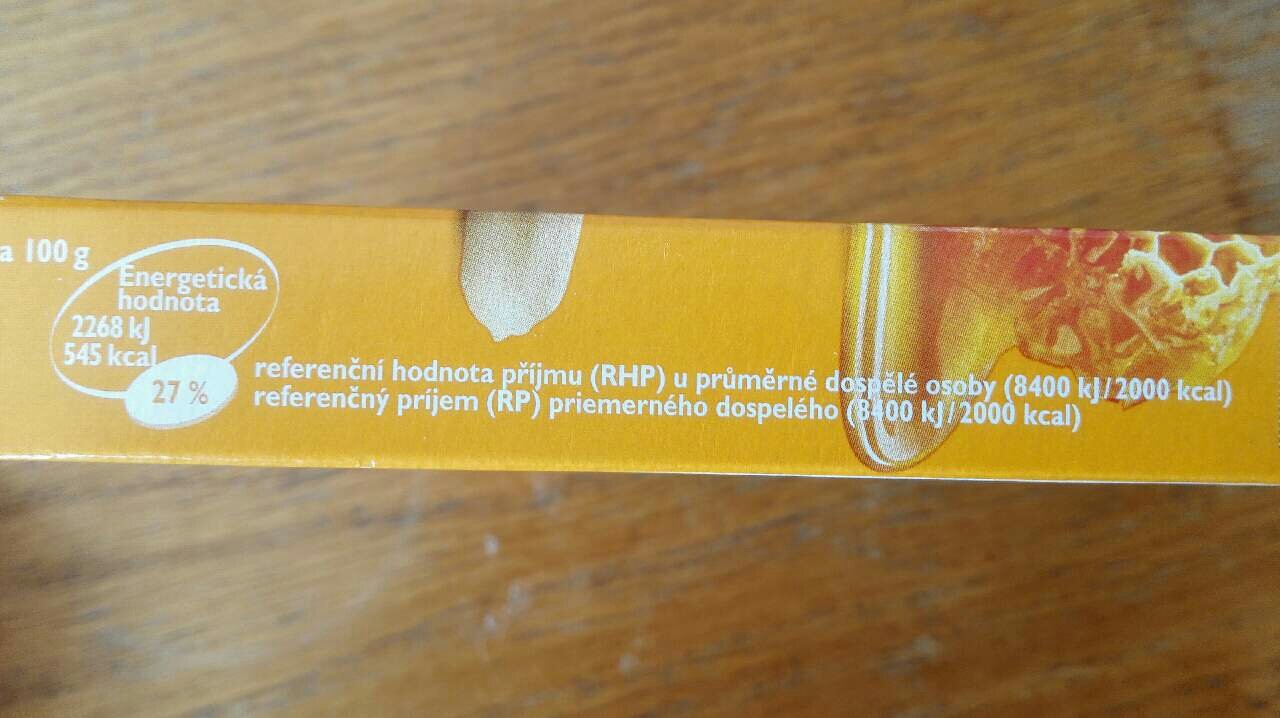 a 100 g
Energetická
hodnota
2268 kJ
545 kcal
27 %
referenční hodnota příjmu (RHP) u průměrné dospělé osoby (8400 kJ/2000 kcal)
referenčný príjem (RP) priemerného dospelého (8400 kJ/2000 kcal)